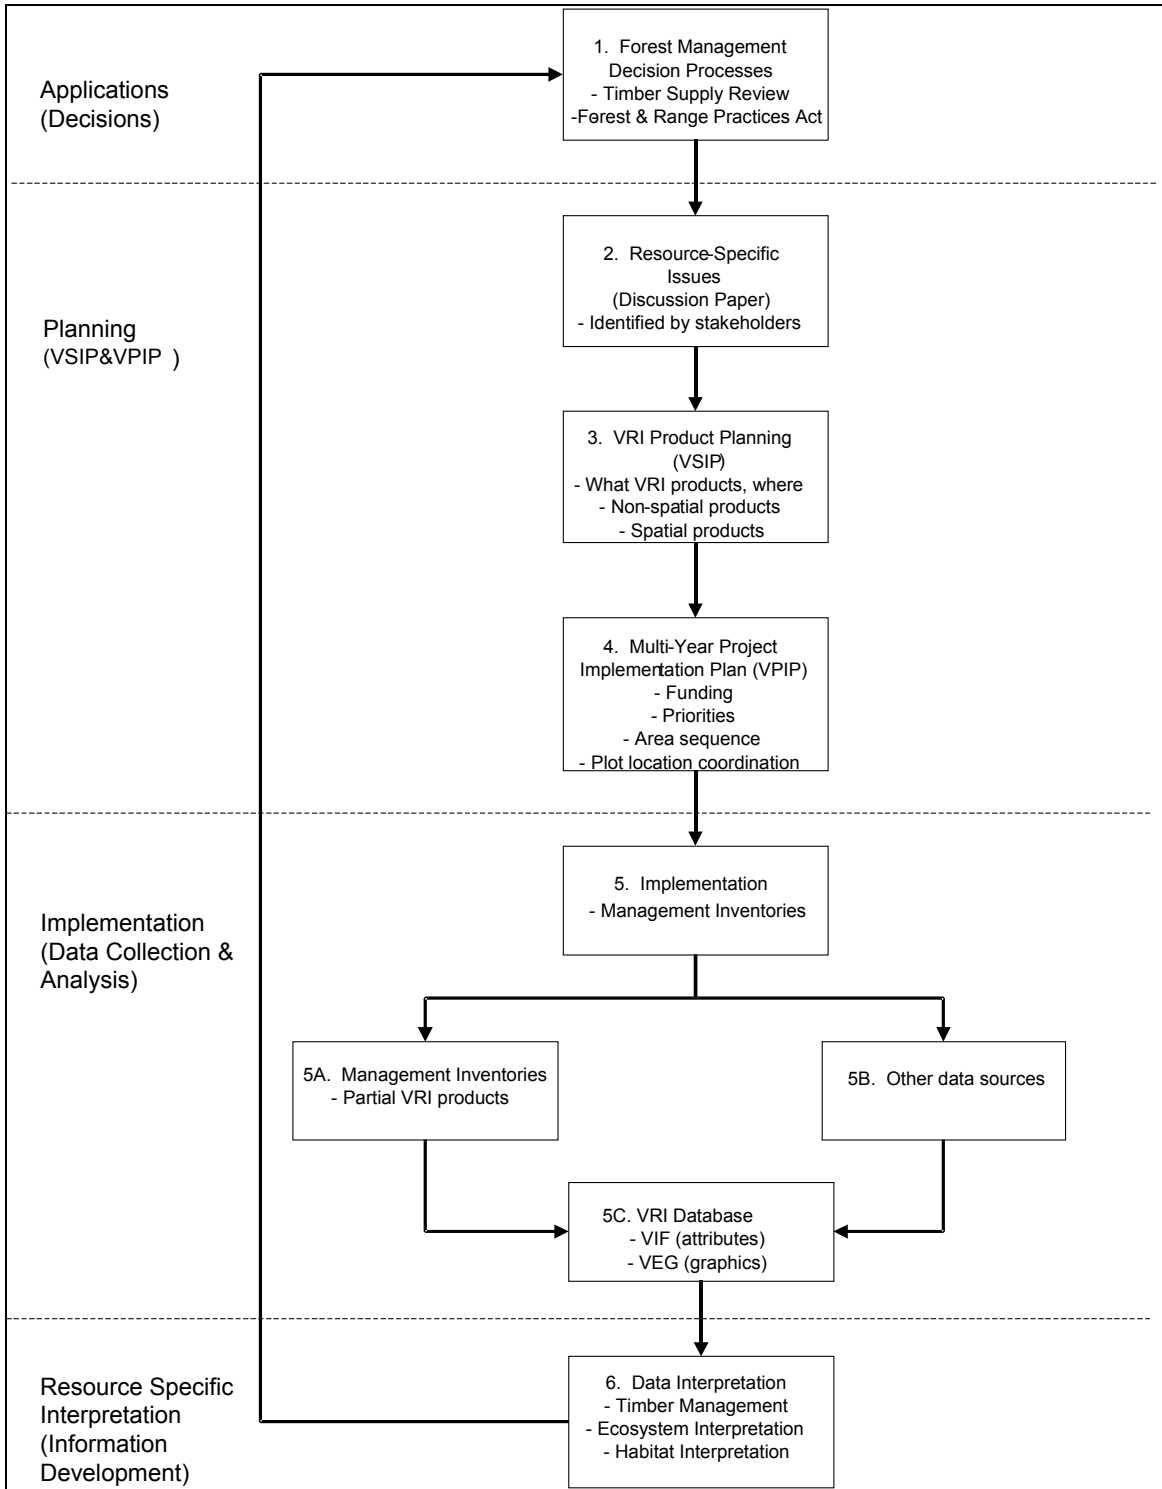 Applications
(Decisions)
1. Forest Management
Decision Processes
- Timber Supply Review
-Forest & Range Practices Act
Planning
(VSIP&VPIP )
2. Resource-Specific
Issues
(Discussion Paper)
- Identified by stakeholders
3. VRI Product Planning
(VSIP)
- What VRI products, where
- Non-spatial products
- Spatial products
4. Multi-Year Project
Implementation Plan (VPIP)
- Funding
- Priorities
- Area sequence
- Plot location coordination
Implementation
(Data Collection &
Analysis)
5. Implementation
- Management Inventories
5A. Management Inventories
- Partial VRI products
5B. Other data sources
5C. VRI Database
- VIF (attributes)
- VEG (graphics)
Resource Specific
Interpretation
(Information
Development)
6. Data Interpretation
- Timber Management
- Ecosystem Interpretation
- Habitat Interpretation